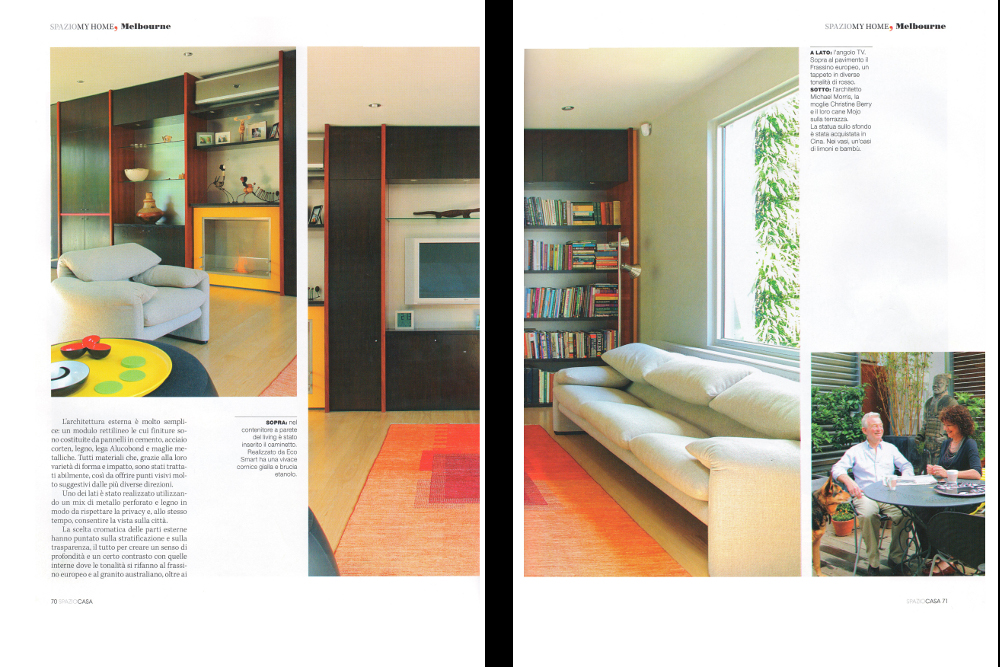 SPAZIOMY HOME, Melbourne
L'architettura esterna è molto sempli-
ce: un modulo rettilineo le cui finiture so-
no costituite da pannelli in cemento, acciaio
corten, legno, lega Alucobond e maglie me-
talliche. Tutti materiali che, grazie alla loro
varietà di forma e impatto, sono stati tratta-
ti abilmente, così da offrire punti visivi mol-
to suggestivi dalle più diverse direzioni.
Uno dei lati è stato realizzato utilizzan-
do un mix di metallo perforato e legno in
modo da rispettare la privacy e, allo stesso
tempo, consentire la vista sulla città.
La scelta cromatica delle parti esterne
hanno puntato sulla stratificazione e sulla
trasparenza, il tutto per creare un senso di
profondità e un certo contrasto con quelle
interne dove le tonalità si rifanno al frassi-
no europeo e al granito australiano, oltre ai
SOPRA: nel
contenitore a parete
del living è stato
inserito il caminetto.
Realizzato da Eco
Smart ha una vivace
cornice gialla e brucia
etanolo.
70 SPAZIOCASA
SPAZIOMY HOME, Melbourne
A LATO: l'angolo TV.
Sopra al pavimento il
Frassino europeo, un
tappeto in diverse
tonalità di rosso.
SOTTO: l'architetto
Michael Morris, la
moglie Christine Berry
e il loro cane Mojo
sulla terrazza.
La statua sullo sfondo
è stata acquistata in
Cina. Nei vasi, un'oasi
di limoni e bambù.
SPAZIOCASA 71